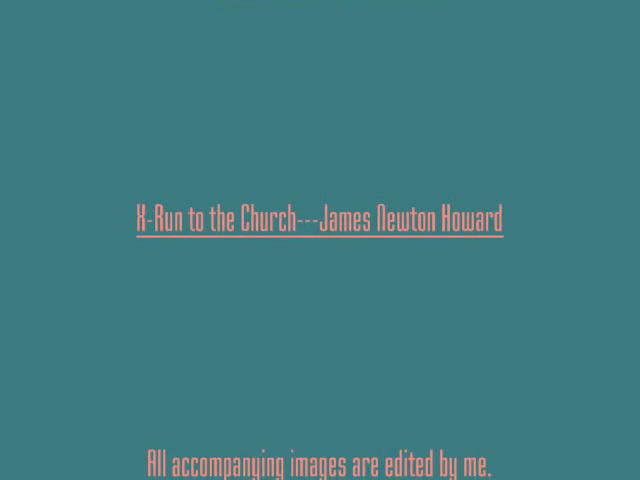 X-Run to the Church---James Newton Howard
All accompanying images are edited by me.